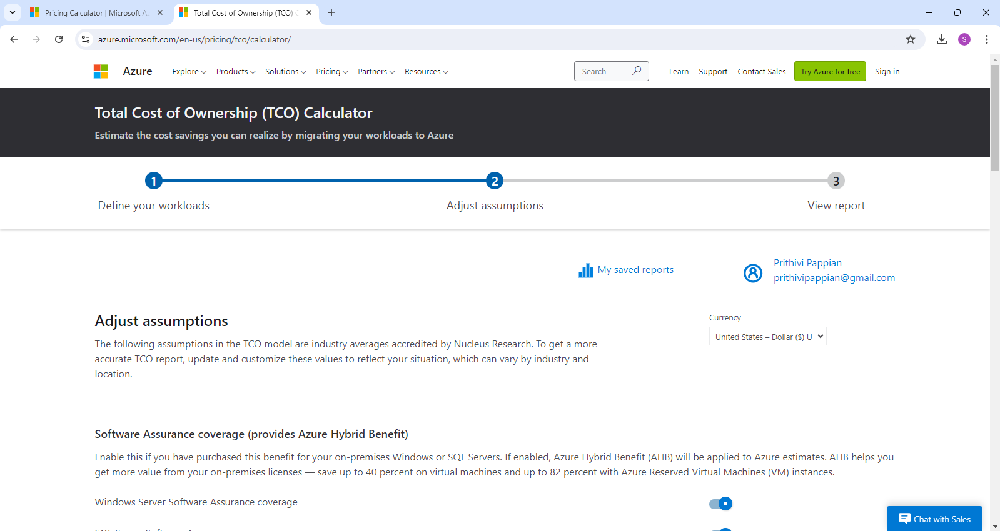 Pricing Calculator | Microsoft Az
Total Cost of Ownership (TCO) C
azure.microsoft.com/en-us/pricing/tco/calculator/
S
Azure
Explore
Products
Solutions
Pricing
Partners
Resources
Search
Learn
Support
Contact Sales
Try Azure for free
Sign in
Total Cost of Ownership (TCO) Calculator
Estimate the cost savings you can realize by migrating your workloads to Azure
1
2
3
Define your workloads
Adjust assumptions
View report
My saved reports
Prithivi Pappian
prithivipappian@gmail.com
Adjust assumptions
Currency
The following assumptions in the TCO model are industry averages accredited by Nucleus Research. To get a more
United States – Dollar ($) U
accurate TCO report, update and customize these values to reflect your situation, which can vary by industry and
location.
Software Assurance coverage (provides Azure Hybrid Benefit)
Enable this if you have purchased this benefit for your on-premises Windows or SQL Servers. If enabled, Azure Hybrid Benefit (AHB) will be applied to Azure estimates. AHB helps you
get more value from your on-premises licenses — save up to 40 percent on virtual machines and up to 82 percent with Azure Reserved Virtual Machines (VM) instances.
Windows Server Software Assurance coverage
Chat with Sales